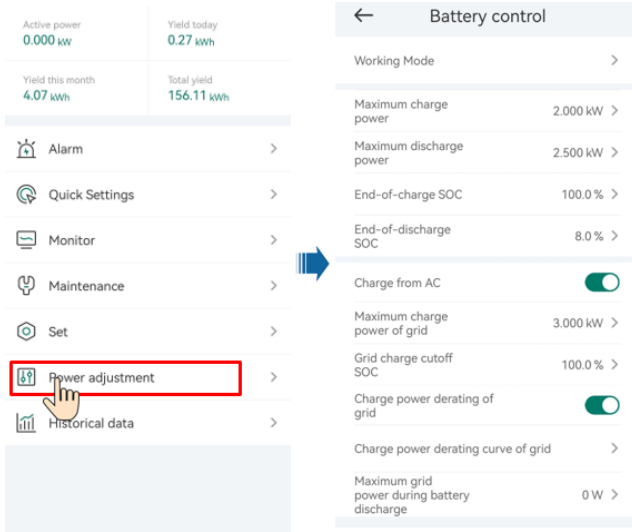 Active power
Yield today
0.000 kW
0.27 kWh
Yield this month
Total yield
4.07 kWh
156.11 kWh
Alarm
Quick Settings
Monitor
Maintenance
Set
Power adjustment
Historical data
Battery control
Working Mode
Maximum charge
power
2.000 kW
Maximum discharge
power
2.500 kW
End-of-charge SOC
100.0 %
End-of-discharge
SOC
8.0 %
Charge from AC
Maximum charge
power of grid
3.000 kW
Grid charge cutoff
SOC
100.0 %
Charge power derating of
grid
Charge power derating curve of grid
Maximum grid
power during battery
discharge
0 W